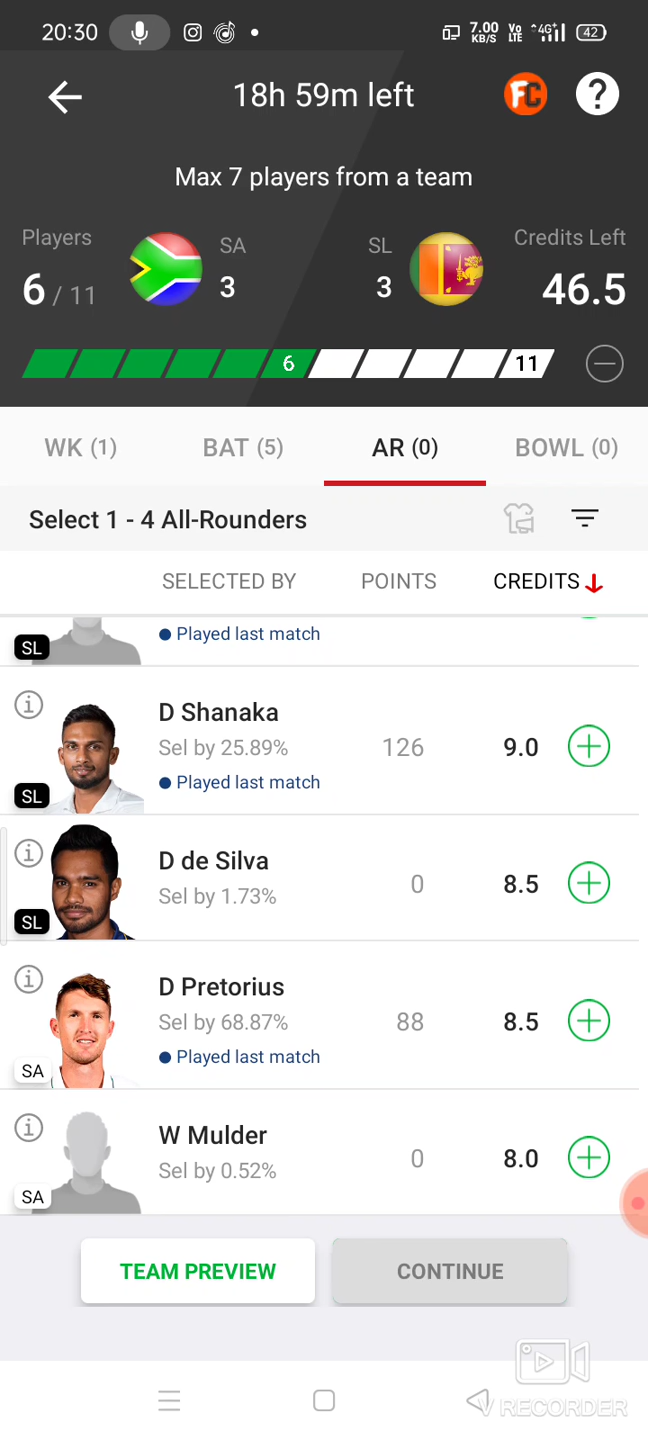 20:30
7.00 KB/S
Vo LTE
4G+
42
18h 59m left
FC
?
Max 7 players from a team
Players
SA
SL
Credits Left
6 / 11
3
3
46.5
6
11
WK (1)
BAT (5)
AR (0)
BOWL (0)
Select 1 - 4 All-Rounders
SELECTED BY
POINTS
CREDITS
SL
Played last match
D Shanaka
Sel by 25.89%
126
9.0
Played last match
SL
D de Silva
Sel by 1.73%
0
8.5
SL
D Pretorius
Sel by 68.87%
88
8.5
Played last match
SA
W Mulder
Sel by 0.52%
0
8.0
SA
TEAM PREVIEW
CONTINUE
V RECORDER